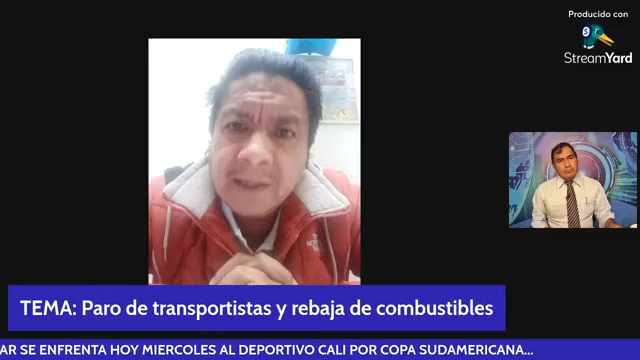 Producido con
StreamYard
TEMA: Paro de transportistas y rebaja de combustibles
AR SE ENFRENTA HOY MIERCOLES AL DEPORTIVO CALI POR COPA SUDAMERICANA...